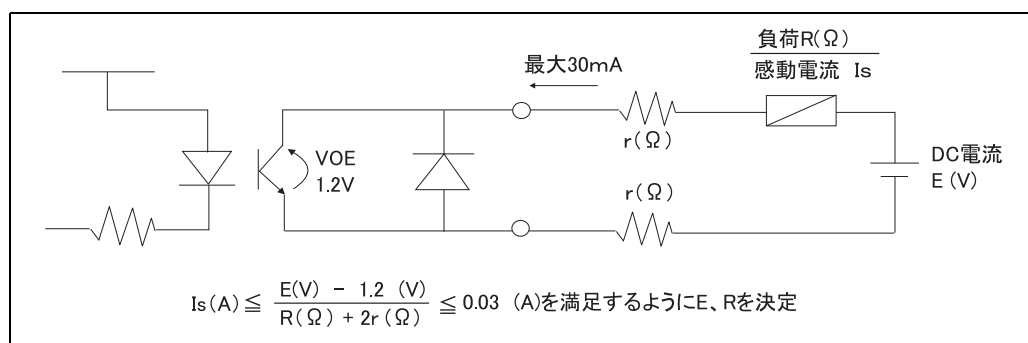 負荷R(Ω)
感動電流 Is
最大30mA
r(Ω)
VOE
1.2V
DC電流
E (V)
r(Ω)
Is(A) ≦ E(V) - 1.2 (V) / R(Ω) + 2r(Ω) ≦ 0.03 (A)を満足するようにE、Rを決定